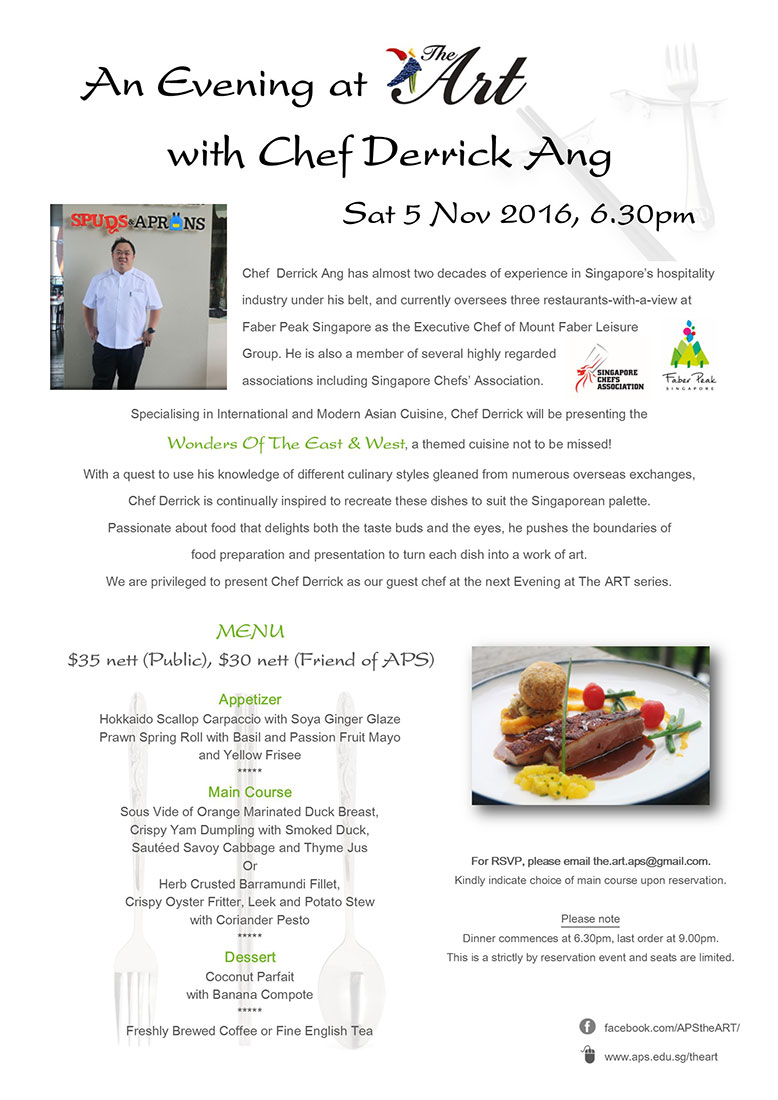 An Evening at The Art
with Chef Derrick Ang
Sat 5 Nov 2016, 6.30pm
SPUDS & APRONS
Chef Derrick Ang has almost two decades of experience in Singapore's hospitality
industry under his belt, and currently oversees three restaurants-with-a-view at
Faber Peak Singapore as the Executive Chef of Mount Faber Leisure
Group. He is also a member of several highly regarded
associations including Singapore Chefs' Association.
SINGAPORE
CHEFS
ASSOCIATION
Faber Peak
SINGAPORE
Specialising in International and Modern Asian Cuisine, Chef Derrick will be presenting the
Wonders Of The East & West, a themed cuisine not to be missed!
With a quest to use his knowledge of different culinary styles gleaned from numerous overseas exchanges,
Chef Derrick is continually inspired to recreate these dishes to suit the Singaporean palette.
Passionate about food that delights both the taste buds and the eyes, he pushes the boundaries of
food preparation and presentation to turn each dish into a work of art.
We are privileged to present Chef Derrick as our guest chef at the next Evening at The ART series.
MENU
$35 nett (Public), $30 nett (Friend of APS)
Appetizer
Hokkaido Scallop Carpaccio with Soya Ginger Glaze
Prawn Spring Roll with Basil and Passion Fruit Mayo
and Yellow Frisee
*****
Main Course
Sous Vide of Orange Marinated Duck Breast,
Crispy Yam Dumpling with Smoked Duck,
Sautéed Savoy Cabbage and Thyme Jus
Or
Herb Crusted Barramundi Fillet,
Crispy Oyster Fritter, Leek and Potato Stew
with Coriander Pesto
*****
Dessert
Coconut Parfait
with Banana Compote
*****
Freshly Brewed Coffee or Fine English Tea
For RSVP, please email the.art.aps@gmail.com.
Kindly indicate choice of main course upon reservation.
Please note
Dinner commences at 6.30pm, last order at 9.00pm.
This is a strictly by reservation event and seats are limited.
facebook.com/APStheART/
www.aps.edu.sg/theart